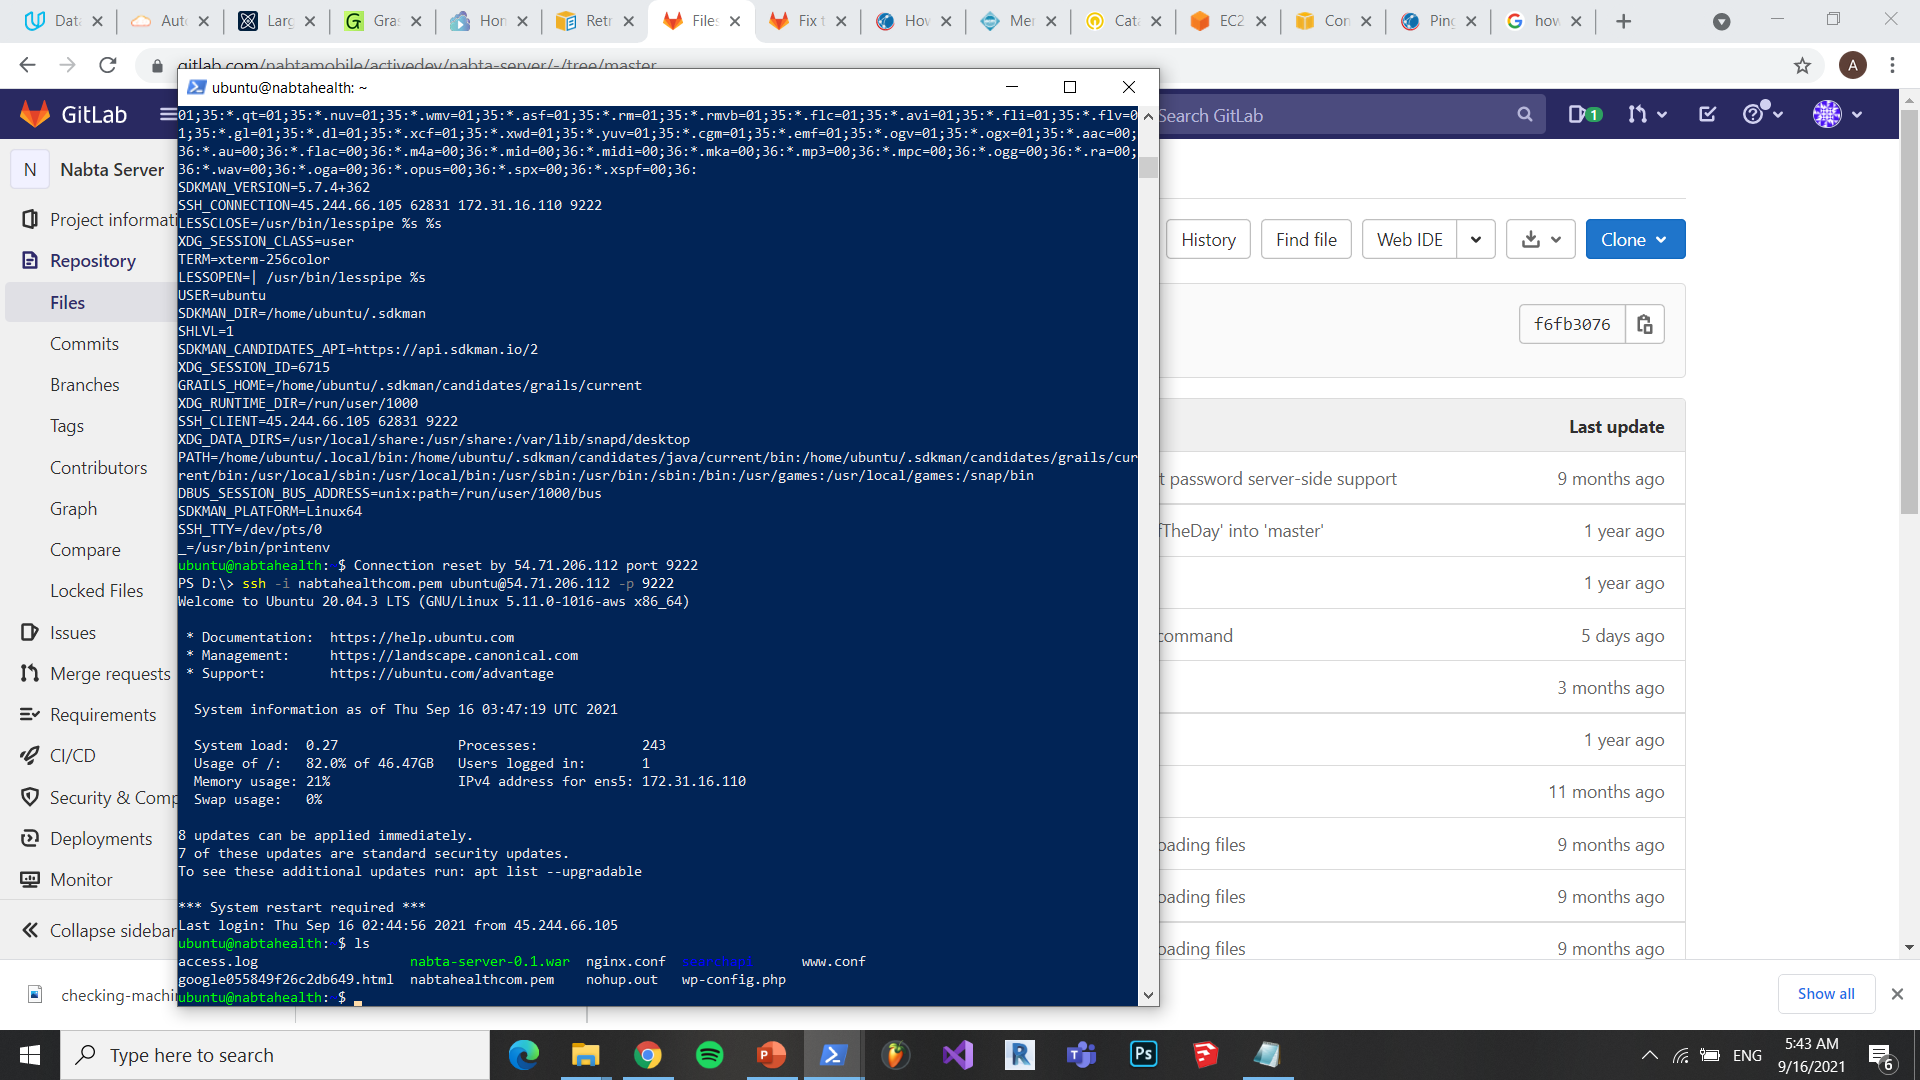 Data
Auto
Larg
Gras
Hon
Retr
Files
Fix t
How
Mer
Cata
EC2
Con
Ping
how
gitlab.com/nabtamobile/activedev/nabta-server/-/tree/master
A
ubuntu@nabtahealth: ~
GitLab
Search GitLab
1
N Nabta Server
Project informati
Repository
Files
Commits
Branches
Tags
Contributors
Graph
Compare
Locked Files
Issues
Merge requests
Requirements
CI/CD
Security & Comp
Deployments
Monitor
Collapse sidebar
01;35:*.qt=01;35:*.nuv=01;35:*.wmv=01;35:*.asf=01;35:*.rm=01;35:*.rmvb=01;35:*.flc=01;35:*.avi=01;35:*.fli=01;35:*.flv=0
1;35:*.gl=01;35:*.dl=01;35:*.xcf=01;35:*.xwd=01;35:*.yuv=01;35:*.cgm=01;35:*.emf=01;35:*.ogv=01;35:*.ogx=01;35:*.aac=00;
36:*.au=00;36:*.flac=00;36:*.m4a=00;36:*.mid=00;36:*.midi=00;36:*.mka=00;36:*.mp3=00;36:*.mpc=00;36:*.ogg=00;36:*.ra=00;
36:*.wav=00;36:*.oga=00;36:*.opus=00;36:*.spx=00;36:*.xspf=00;36:
SDKMAN_VERSION=5.7.4+362
SSH_CONNECTION=45.244.66.105 62831 172.31.16.110 9222
LESSCLOSE=/usr/bin/lesspipe %s %s
XDG_SESSION_CLASS=user
TERM=xterm-256color
LESSOPEN=| /usr/bin/lesspipe %s
USER=ubuntu
SDKMAN_DIR=/home/ubuntu/.sdkman
SHLVL=1
SDKMAN_CANDIDATES_API=https://api.sdkman.io/2
XDG_SESSION_ID=6715
GRAILS_HOME=/home/ubuntu/.sdkman/candidates/grails/current
XDG_RUNTIME_DIR=/run/user/1000
SSH_CLIENT=45.244.66.105 62831 9222
XDG_DATA_DIRS=/usr/local/share:/usr/share:/var/lib/snapd/desktop
PATH=/home/ubuntu/.local/bin:/home/ubuntu/.sdkman/candidates/java/current/bin:/home/ubuntu/.sdkman/candidates/grails/cur
rent/bin:/usr/local/sbin:/usr/local/bin:/usr/sbin:/usr/bin:/sbin:/bin:/usr/games:/usr/local/games:/snap/bin
DBUS_SESSION_BUS_ADDRESS=unix:path=/run/user/1000/bus
SDKMAN_PLATFORM=Linux64
SSH_TTY=/dev/pts/0
_=/usr/bin/printenv
ubuntu@nabtahealth:~$ Connection reset by 54.71.206.112 port 9222
PS D:\> ssh -i nabtahealthcom.pem ubuntu@54.71.206.112 -p 9222
Welcome to Ubuntu 20.04.3 LTS (GNU/Linux 5.11.0-1016-aws x86_64)
* Documentation: https://help.ubuntu.com
* Management: https://landscape.canonical.com
* Support: https://ubuntu.com/advantage
System information as of Thu Sep 16 03:47:19 UTC 2021
System load: 0.27 Processes: 243
Usage of /: 82.0% of 46.47GB Users logged in: 1
Memory usage: 21% IPv4 address for ens5: 172.31.16.110
Swap usage: 0%
8 updates can be applied immediately.
7 of these updates are standard security updates.
To see these additional updates run: apt list --upgradable
*** System restart required ***
Last login: Thu Sep 16 02:44:56 2021 from 45.244.66.105
ubuntu@nabtahealth:~$ ls
access.log nabta-server-0.1.war nginx.conf www.conf
google055849f26c2db649.html nabtahealthcom.pem nohup.out wp-config.php
ubuntu@nabtahealth:~$
History
Find file
Web IDE
Clone
f6fb3076
Last update
t password server-side support 9 months ago
fTheDay' into 'master' 1 year ago
1 year ago
command 5 days ago
3 months ago
1 year ago
11 months ago
oading files 9 months ago
oading files 9 months ago
oading files 9 months ago
checking-machi
Show all
Type here to search
ENG
5:43 AM
9/16/2021
6